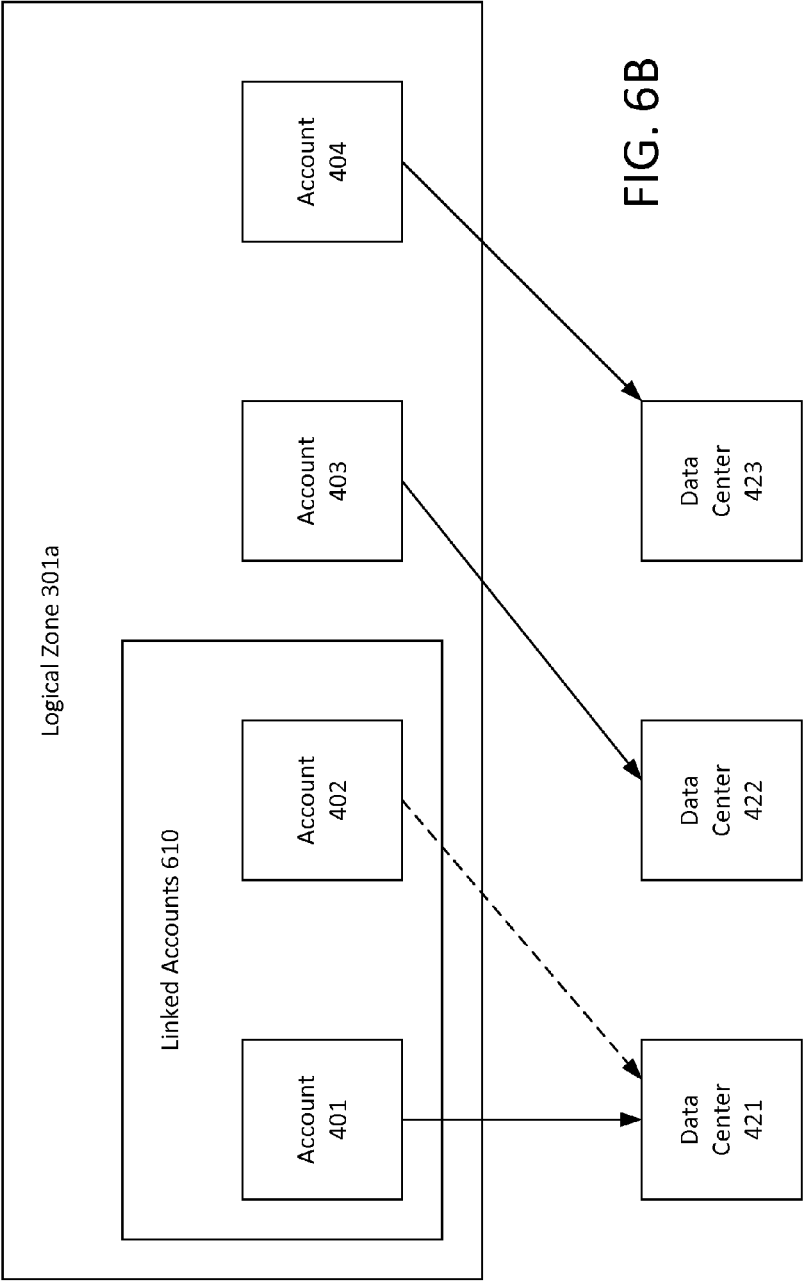 Logical Zone 301a
Linked Accounts 610
Account
401
Account
402
Account
403
Account
404
Data
Center
421
Data
Center
422
Data
Center
423
FIG. 6B